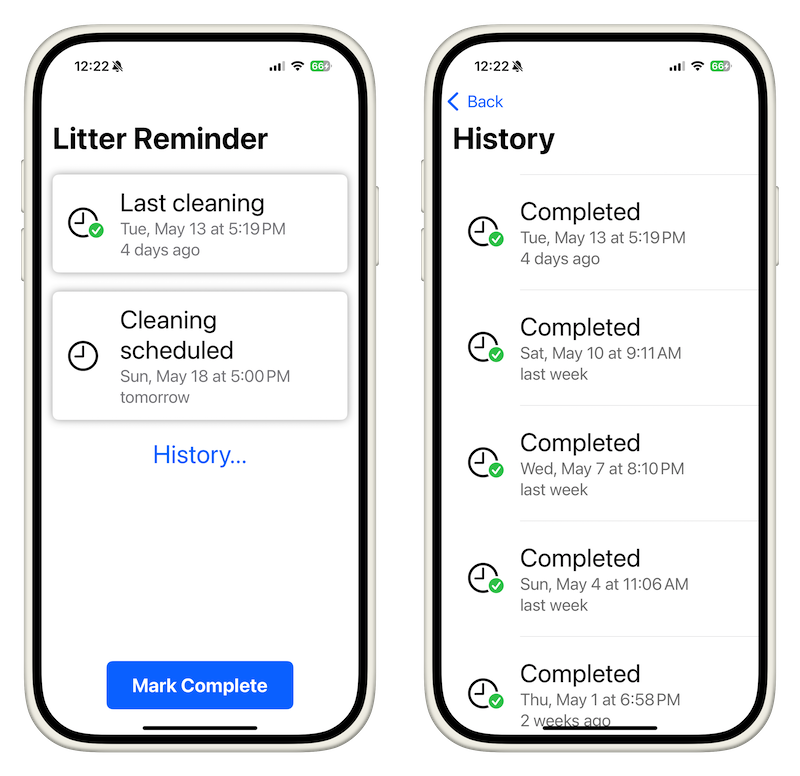 12:22
66
Litter Reminder
Last cleaning
Tue, May 13 at 5:19 PM
4 days ago
Cleaning
scheduled
Sun, May 18 at 5:00 PM
tomorrow
History...
Mark Complete
12:22
66
Back
History
Completed
Tue, May 13 at 5:19 PM
4 days ago
Completed
Sat, May 10 at 9:11 AM
last week
Completed
Wed, May 7 at 8:10 PM
last week
Completed
Sun, May 4 at 11:06 AM
last week
Completed
Thu, May 1 at 6:58 PM
2 weeks ago